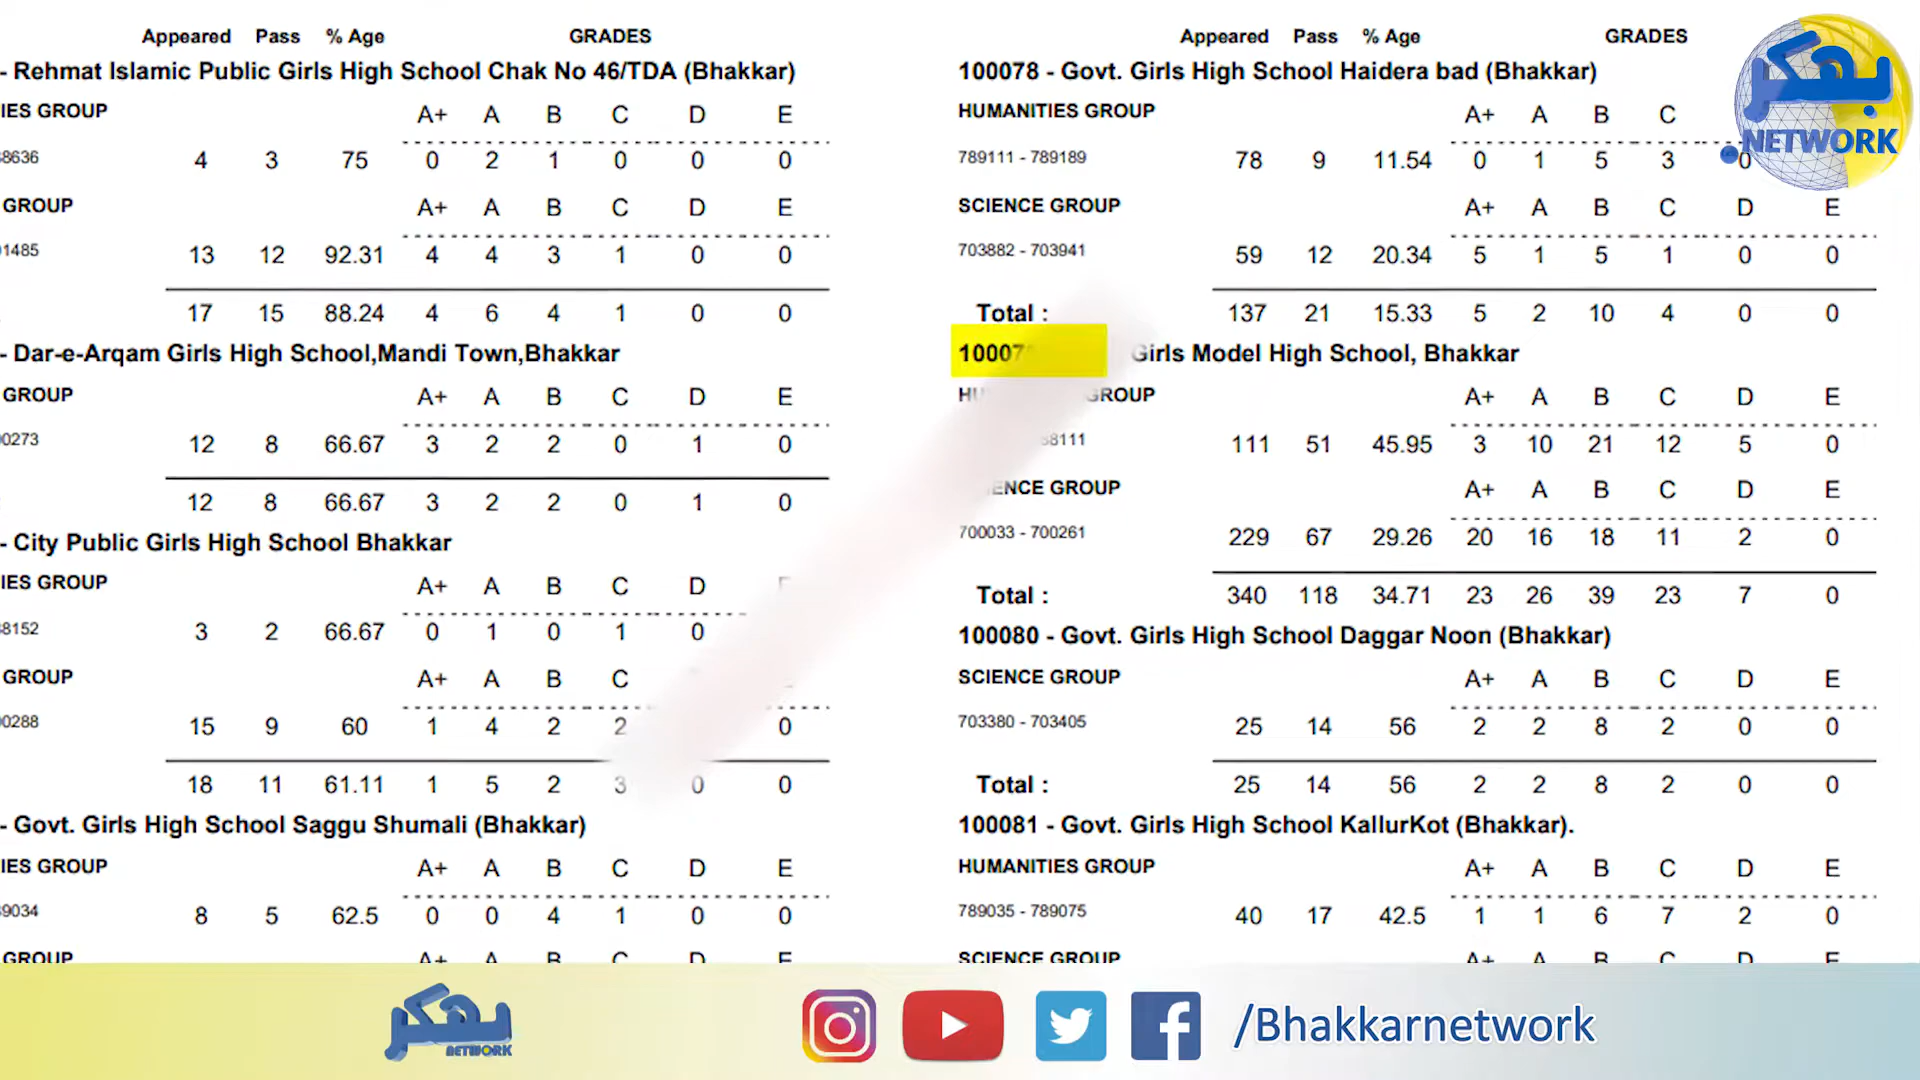 Appeared Pass % Age GRADES
- Rehmat Islamic Public Girls High School Chak No 46/TDA (Bhakkar)
IES GROUP
A+ A B C D E
8636 4 3 75 0 2 1 0 0 0
GROUP
A+ A B C D E
1485 13 12 92.31 4 4 3 1 0 0
17 15 88.24 4 6 4 1 0 0
- Dar-e-Arqam Girls High School,Mandi Town,Bhakkar
GROUP
A+ A B C D E
0273 12 8 66.67 3 2 2 0 1 0
12 8 66.67 3 2 2 0 1 0
- City Public Girls High School Bhakkar
IES GROUP
A+ A B C D
8152 3 2 66.67 0 1 0 1 0
GROUP
A+ A B C
0288 15 9 60 1 4 2 2 0
18 11 61.11 1 5 2 3 0 0
- Govt. Girls High School Saggu Shumali (Bhakkar)
IES GROUP
A+ A B C D E
9034 8 5 62.5 0 0 4 1 0 0
GROUP
A+ A B C D E
Appeared Pass % Age GRADES
100078 - Govt. Girls High School Haidera bad (Bhakkar)
HUMANITIES GROUP
A+ A B C
789111 - 789189 78 9 11.54 0 1 5 3 0
SCIENCE GROUP
A+ A B C D E
703882 - 703941 59 12 20.34 5 1 5 1 0 0
Total : 137 21 15.33 5 2 10 4 0 0
10007 Girls Model High School, Bhakkar
GROUP
A+ A B C D E
8111 111 51 45.95 3 10 21 12 5 0
ENCE GROUP
A+ A B C D E
700033 - 700261 229 67 29.26 20 16 18 11 2 0
Total : 340 118 34.71 23 26 39 23 7 0
100080 - Govt. Girls High School Daggar Noon (Bhakkar)
SCIENCE GROUP
A+ A B C D E
703380 - 703405 25 14 56 2 2 8 2 0 0
Total : 25 14 56 2 2 8 2 0 0
100081 - Govt. Girls High School KallurKot (Bhakkar).
HUMANITIES GROUP
A+ A B C D E
789035 - 789075 40 17 42.5 1 1 6 7 2 0
SCIENCE GROUP
A+ A B C D E
بھکر
NETWORK
بھکر
NETWORK
/Bhakkarnetwork